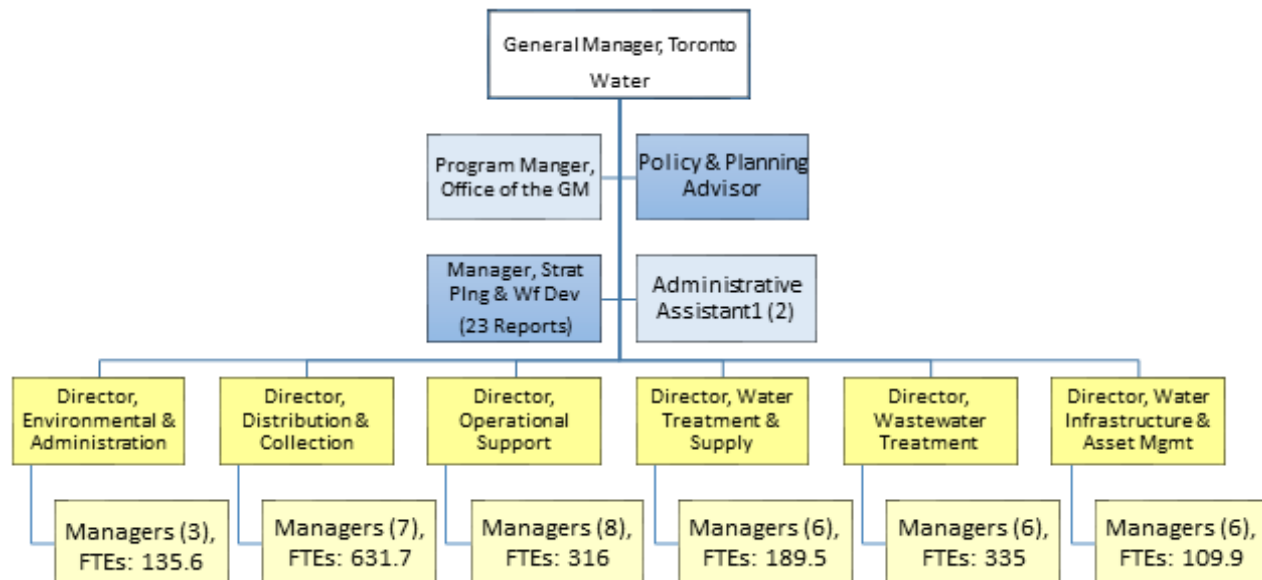 General Manager, Toronto
Water
Program Manger,
Office of the GM
Policy & Planning
Advisor
Manager, Strat
Plng & Wf Dev
(23 Reports)
Administrative
Assistant1 (2)
Director,
Environmental &
Administration
Director,
Distribution &
Collection
Director,
Operational
Support
Director, Water
Treatment &
Supply
Director,
Wastewater
Treatment
Director, Water
Infrastructure &
Asset Mgmt
Managers (3),
FTEs: 135.6
Managers (7),
FTEs: 631.7
Managers (8),
FTEs: 316
Managers (6),
FTEs: 189.5
Managers (6),
FTEs: 335
Managers (6),
FTEs: 109.9